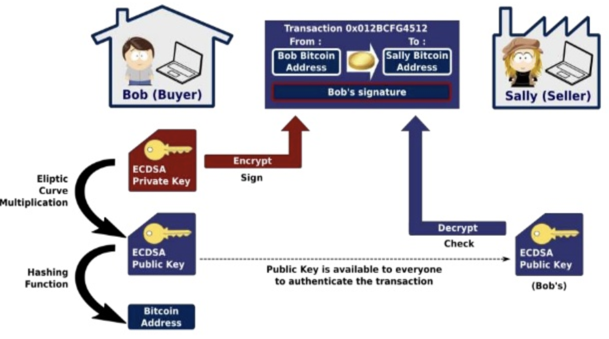 Transaction 0x012BCFG4512
From :
To :
Bob Bitcoin
Address
Sally Bitcoin
Address
Bob's signature
Bob (Buyer)
Sally (Seller)
ECDSA
Private Key
Encrypt
Sign
Eliptic
Curve
Multiplication
ECDSA
Public Key
Decrypt
Check
ECDSA
Public Key
(Bob's)
Public Key is available to everyone
to authenticate the transaction
Hashing
Function
Bitcoin
Address